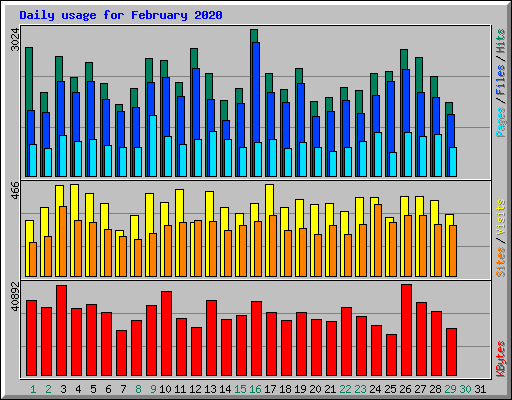 Daily usage for February 2020
3024
Pages / Files / Hits
466
Sites / Visits
40892
KBytes
1 2 3 4 5 6 7 8 9 10 11 12 13 14 15 16 17 18 19 20 21 22 23 24 25 26 27 28 29 30 31